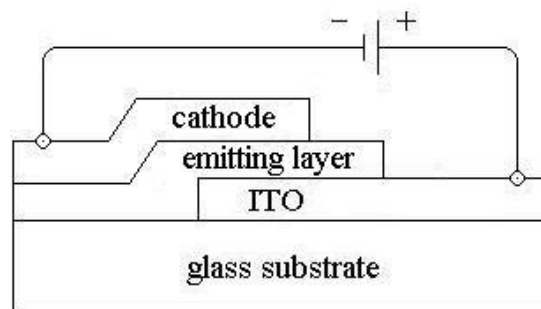 − +
cathode
emitting layer
ITO
glass substrate